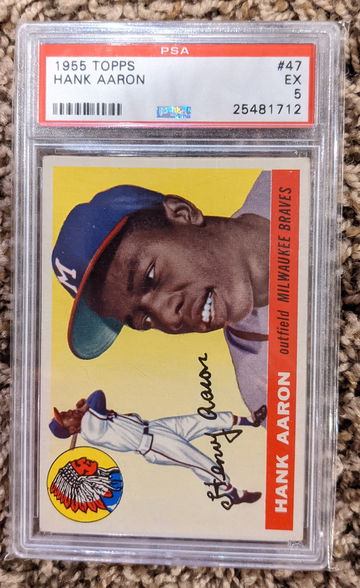 PSA
1955 TOPPS #47
HANK AARON EX
5
25481712
M
Henry Aaron
HANK AARON outfield MILWAUKEE BRAVES